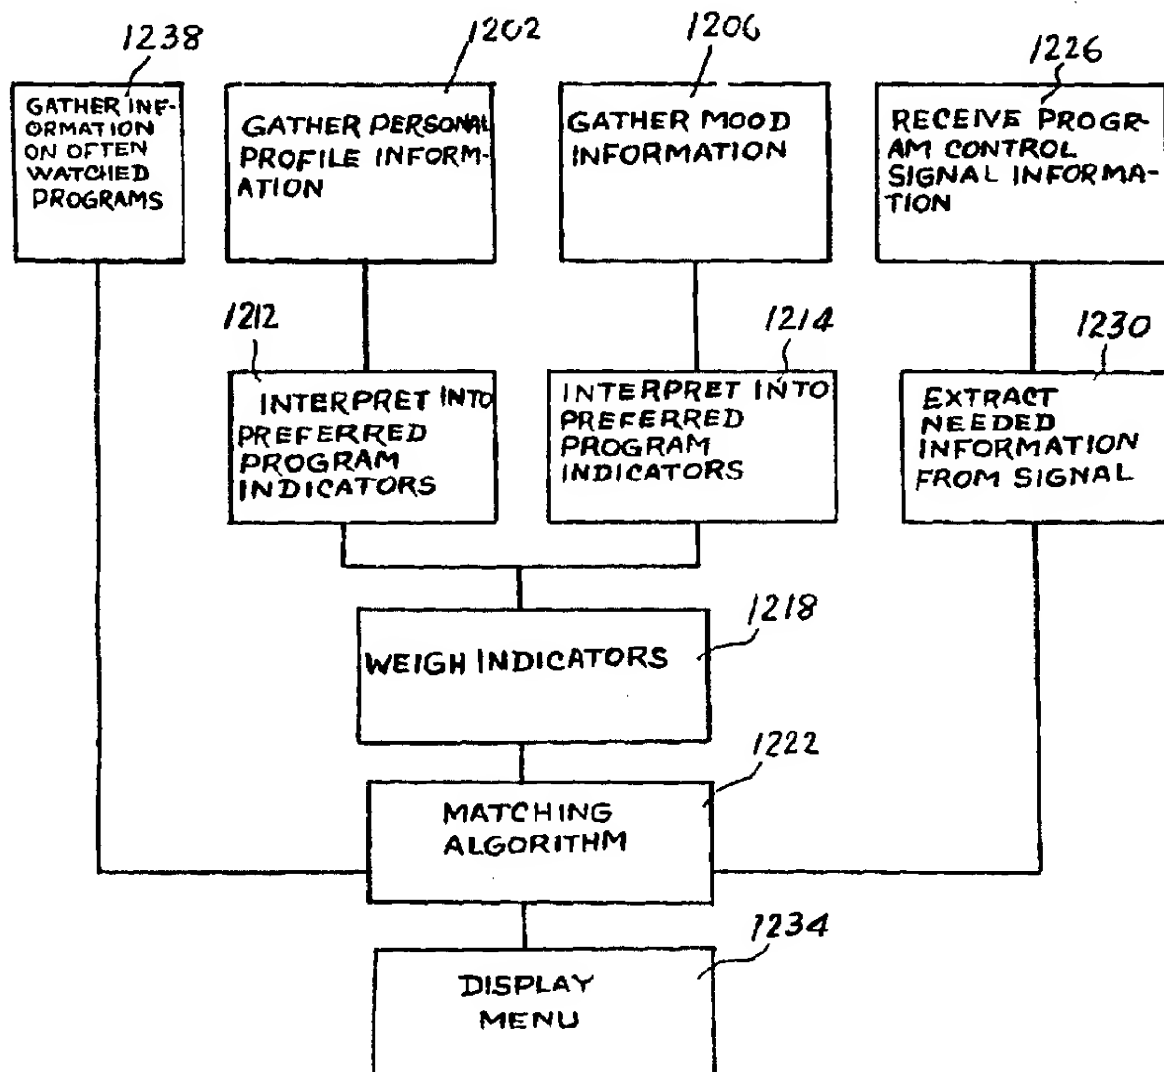 1238
GATHER INF-
ORMATION
ON OFTEN
WATCHED
PROGRAMS
1202
GATHER PERSONAL
PROFILE INFORM-
ATION
1206
GATHER MOOD
INFORMATION
1226
RECEIVE PROGR-
AM CONTROL
SIGNAL INFORMA-
TION
1212
INTERPRET INTO
PREFERRED
PROGRAM
INDICATORS
1214
INTERPRET INTO
PREFERRED
PROGRAM
INDICATORS
1230
EXTRACT
NEEDED
INFORMATION
FROM SIGNAL
1218
WEIGH INDICATORS
1222
MATCHING
ALGORITHM
1234
DISPLAY
MENU